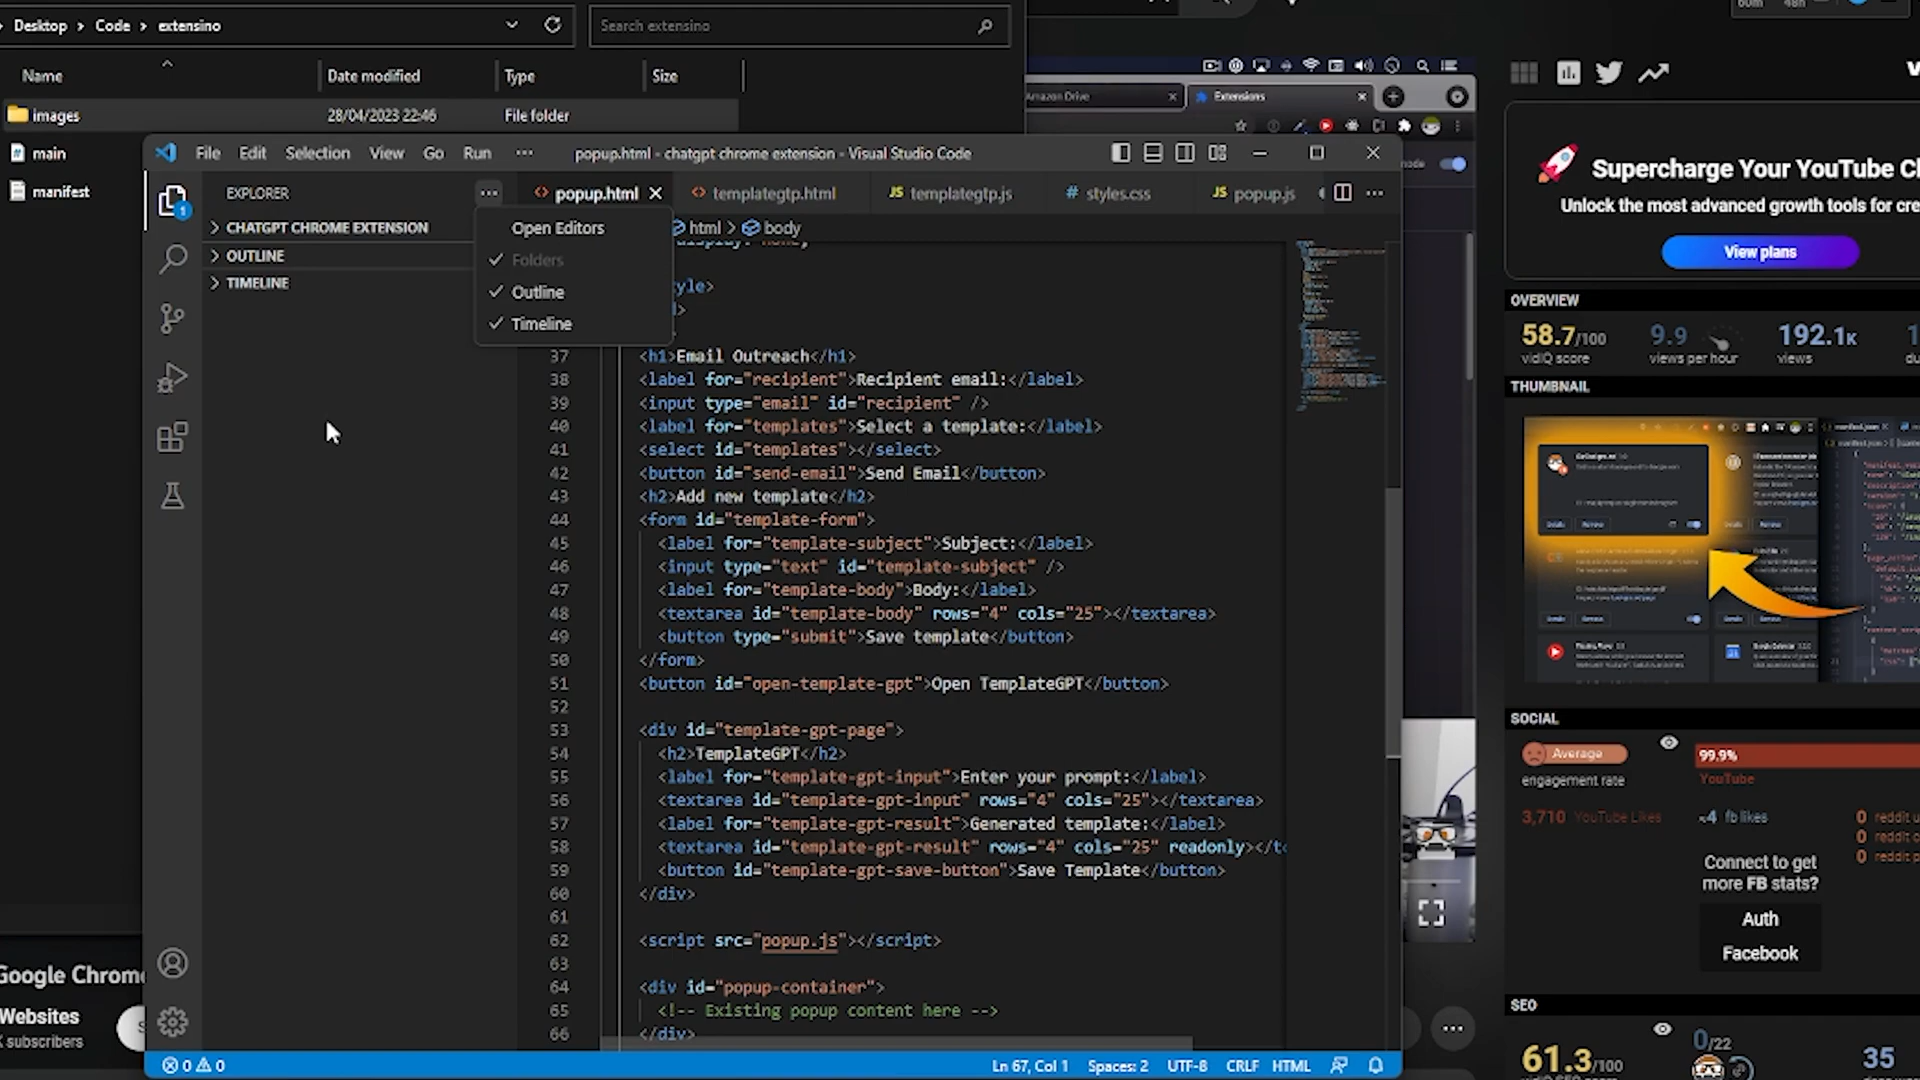 Desktop > Code > extensino
Search extensino
Name
Date modified
Type
Size
images
28/04/2023 22:46
File folder
main
manifest
File Edit Selection View Go Run ···
popup.html - chatgpt chrome extension - Visual Studio Code
EXPLORER
CHATGPT CHROME EXTENSION
OUTLINE
TIMELINE
1
Open Editors
Folders
Outline
Timeline
popup.html
templategtp.html
templategtp.js
styles.css
popup.js
html > body
37 <h1>Email Outreach</h1>
38 <label for="recipient">Recipient email:</label>
39 <input type="email" id="recipient" />
40 <label for="templates">Select a template:</label>
41 <select id="templates"></select>
42 <button id="send-email">Send Email</button>
43 <h2>Add new template</h2>
44 <form id="template-form">
45 <label for="template-subject">Subject:</label>
46 <input type="text" id="template-subject" />
47 <label for="template-body">Body:</label>
48 <textarea id="template-body" rows="4" cols="25"></textarea>
49 <button type="submit">Save template</button>
50 </form>
51 <button id="open-template-gpt">Open TemplateGPT</button>
52
53 <div id="template-gpt-page">
54 <h2>TemplateGPT</h2>
55 <label for="template-gpt-input">Enter your prompt:</label>
56 <textarea id="template-gpt-input" rows="4" cols="25"></textarea>
57 <label for="template-gpt-result">Generated template:</label>
58 <textarea id="template-gpt-result" rows="4" cols="25" readonly></t
59 <button id="template-gpt-save-button">Save Template</button>
60 </div>
61
62 <script src="popup.js"></script>
63
64 <div id="popup-container">
65 <!-- Existing popup content here -->
66 </div>
0 0
Ln 67, Col 1
Spaces: 2
UTF-8
CRLF
HTML
Google Chrom
Websites
subscribers
Amazon Drive
Extensions
Supercharge Your YouTube C
Unlock the most advanced growth tools for cre
View plans
OVERVIEW
58.7/100
vidIQ score
9.9
views per hour
192.1K
views
THUMBNAIL
SOCIAL
Average
engagement rate
99.9%
YouTube
3,710 YouTube Likes
4 fb likes
0 reddit
0 reddit
0 reddit
Connect to get
more FB stats?
Auth
Facebook
SEO
61.3/100
0/22
35